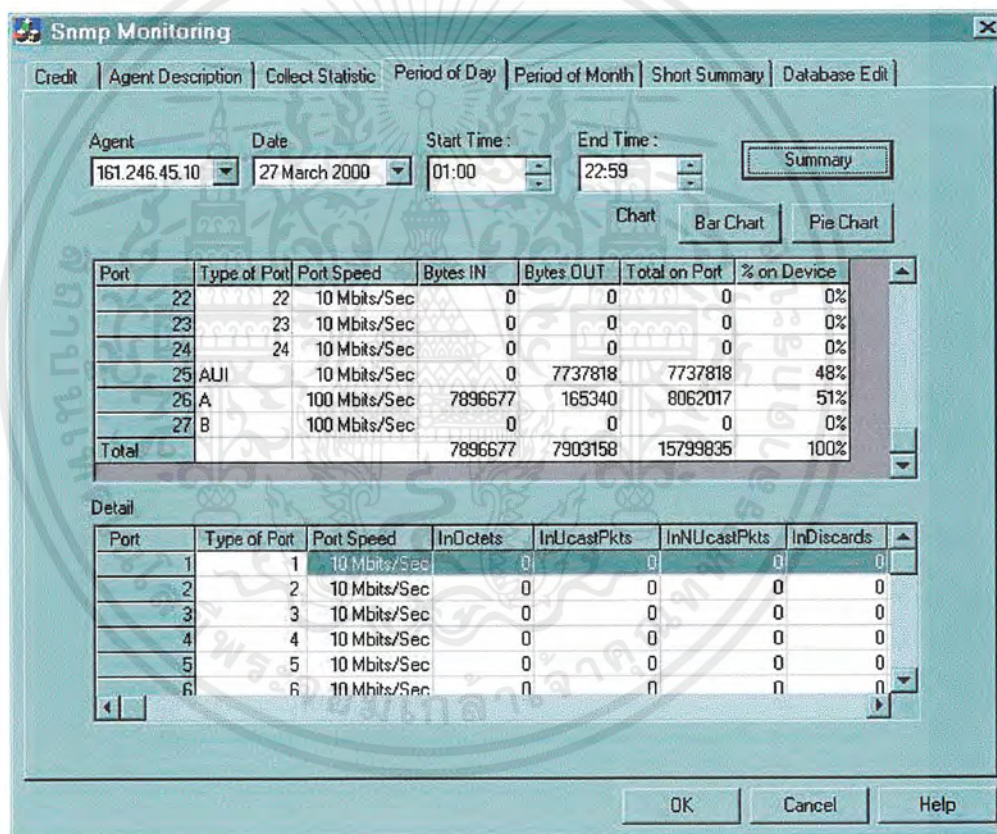 Snmp Monitoring
Credit Agent Description Collect Statistic Period of Day Period of Month Short Summary Database Edit
Agent Date Start Time : End Time :
161.246.45.10 27 March 2000 01:00 22:59 Summary
Chart Bar Chart Pie Chart
Port Type of Port Port Speed Bytes IN Bytes OUT Total on Port % on Device
22 22 10 Mbits/Sec 0 0 0 0%
23 23 10 Mbits/Sec 0 0 0 0%
24 24 10 Mbits/Sec 0 0 0 0%
25 AUI 10 Mbits/Sec 0 7737818 7737818 48%
26 A 100 Mbits/Sec 7896677 165340 8062017 51%
27 B 100 Mbits/Sec 0 0 0 0%
Total 7896677 7903158 15799835 100%
Detail
Port Type of Port Port Speed InOctets InUcastPkts InNUcastPkts InDiscards
1 1 10 Mbits/Sec 0 0 0 0
2 2 10 Mbits/Sec 0 0 0 0
3 3 10 Mbits/Sec 0 0 0 0
4 4 10 Mbits/Sec 0 0 0 0
5 5 10 Mbits/Sec 0 0 0 0
6 6 10 Mbits/Sec 0 0 0 0
OK Cancel Help